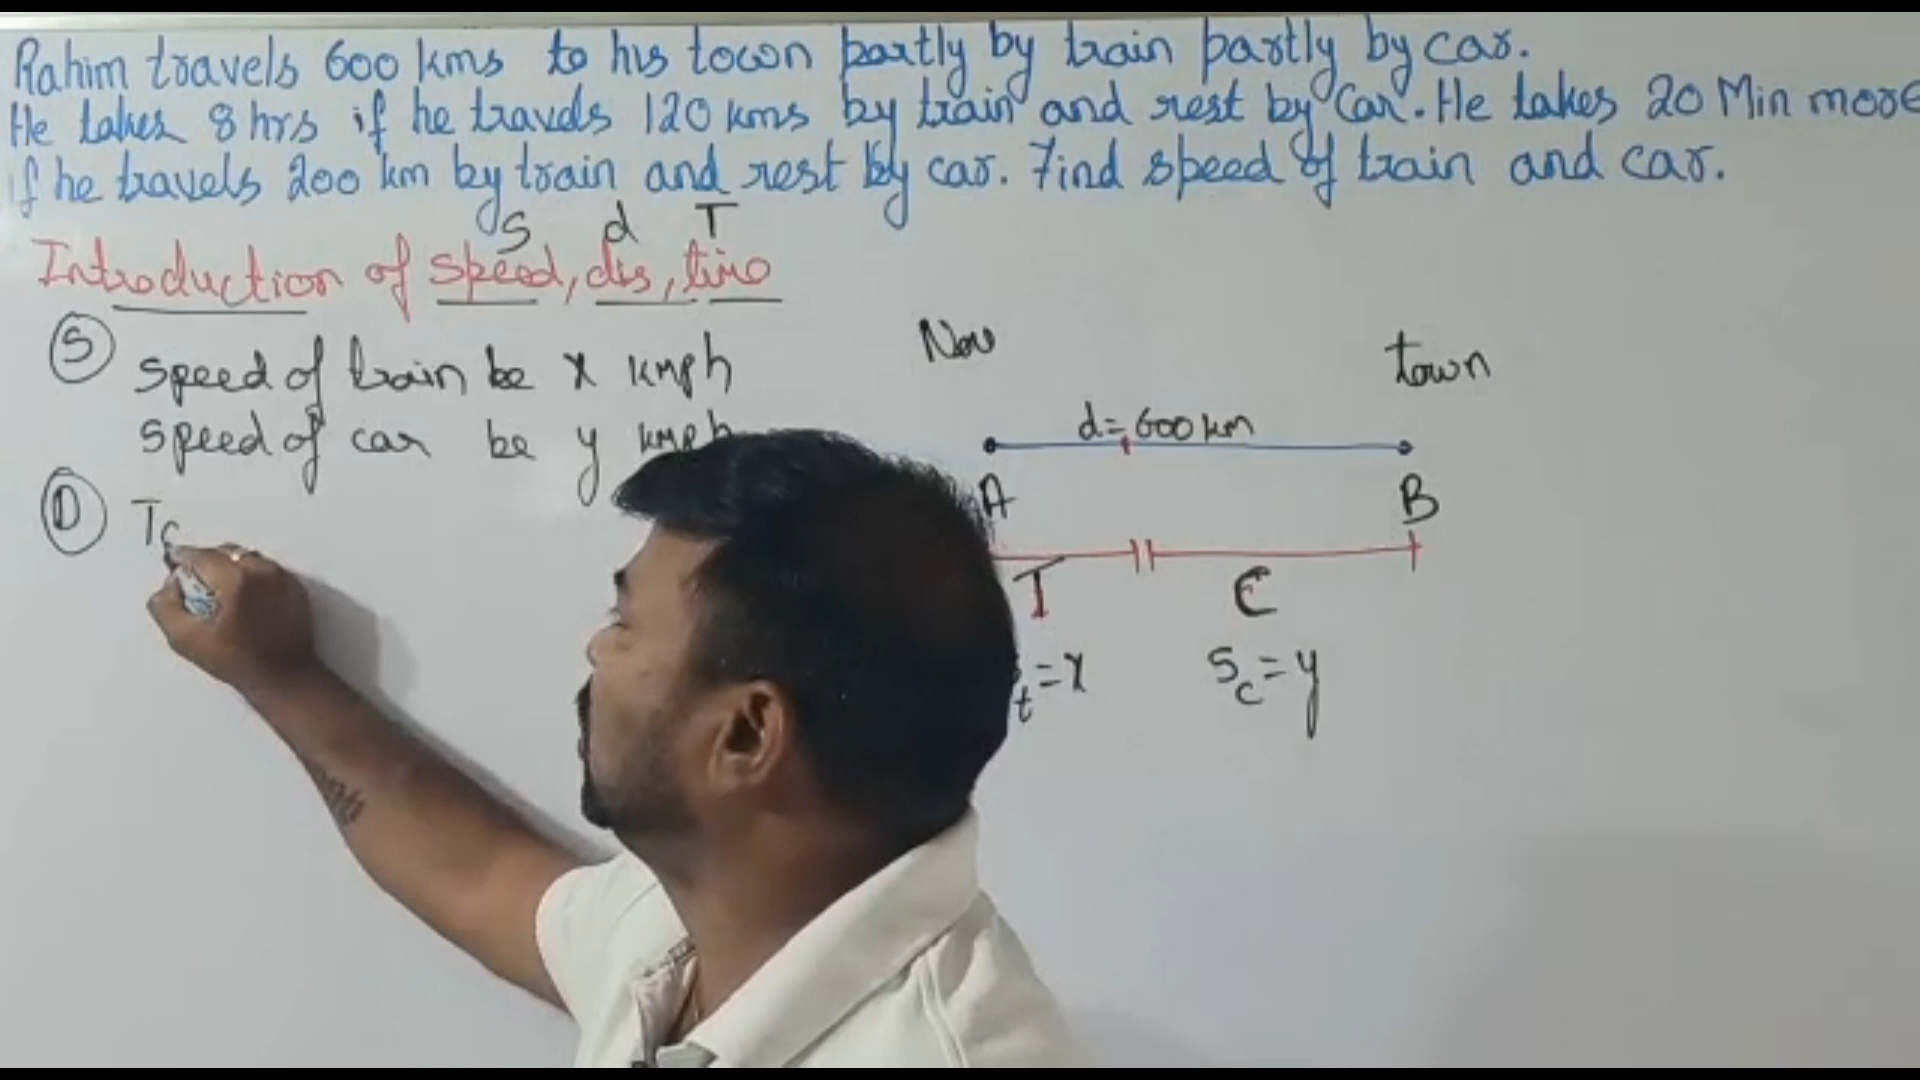 Rahim travels 600 kms to his town partly by train partly by car.
He takes 8 hrs if he travels 120 kms by train and rest by Car. He takes 20 Min more
if he travels 200 km by train and rest by car. Find speed of train and car.
S d T
Introduction of speed, dis, time
S speed of train be x kmph
speed of car be y kmph
D To
town
d=600 km
A B
T C
t=x Sc=y